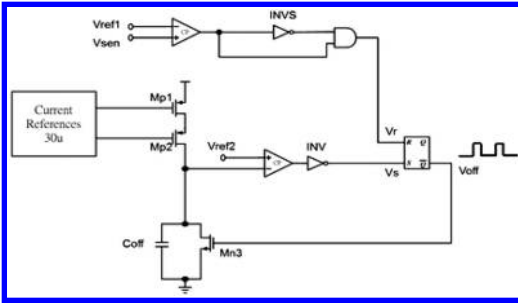 INVS
Vref1
Vsen
CP
Mp1
Current
References
30u
Mp2
Vref2
INV
CP
Vr
R Q
S Q
Vs
Voff
Coff
Mn3